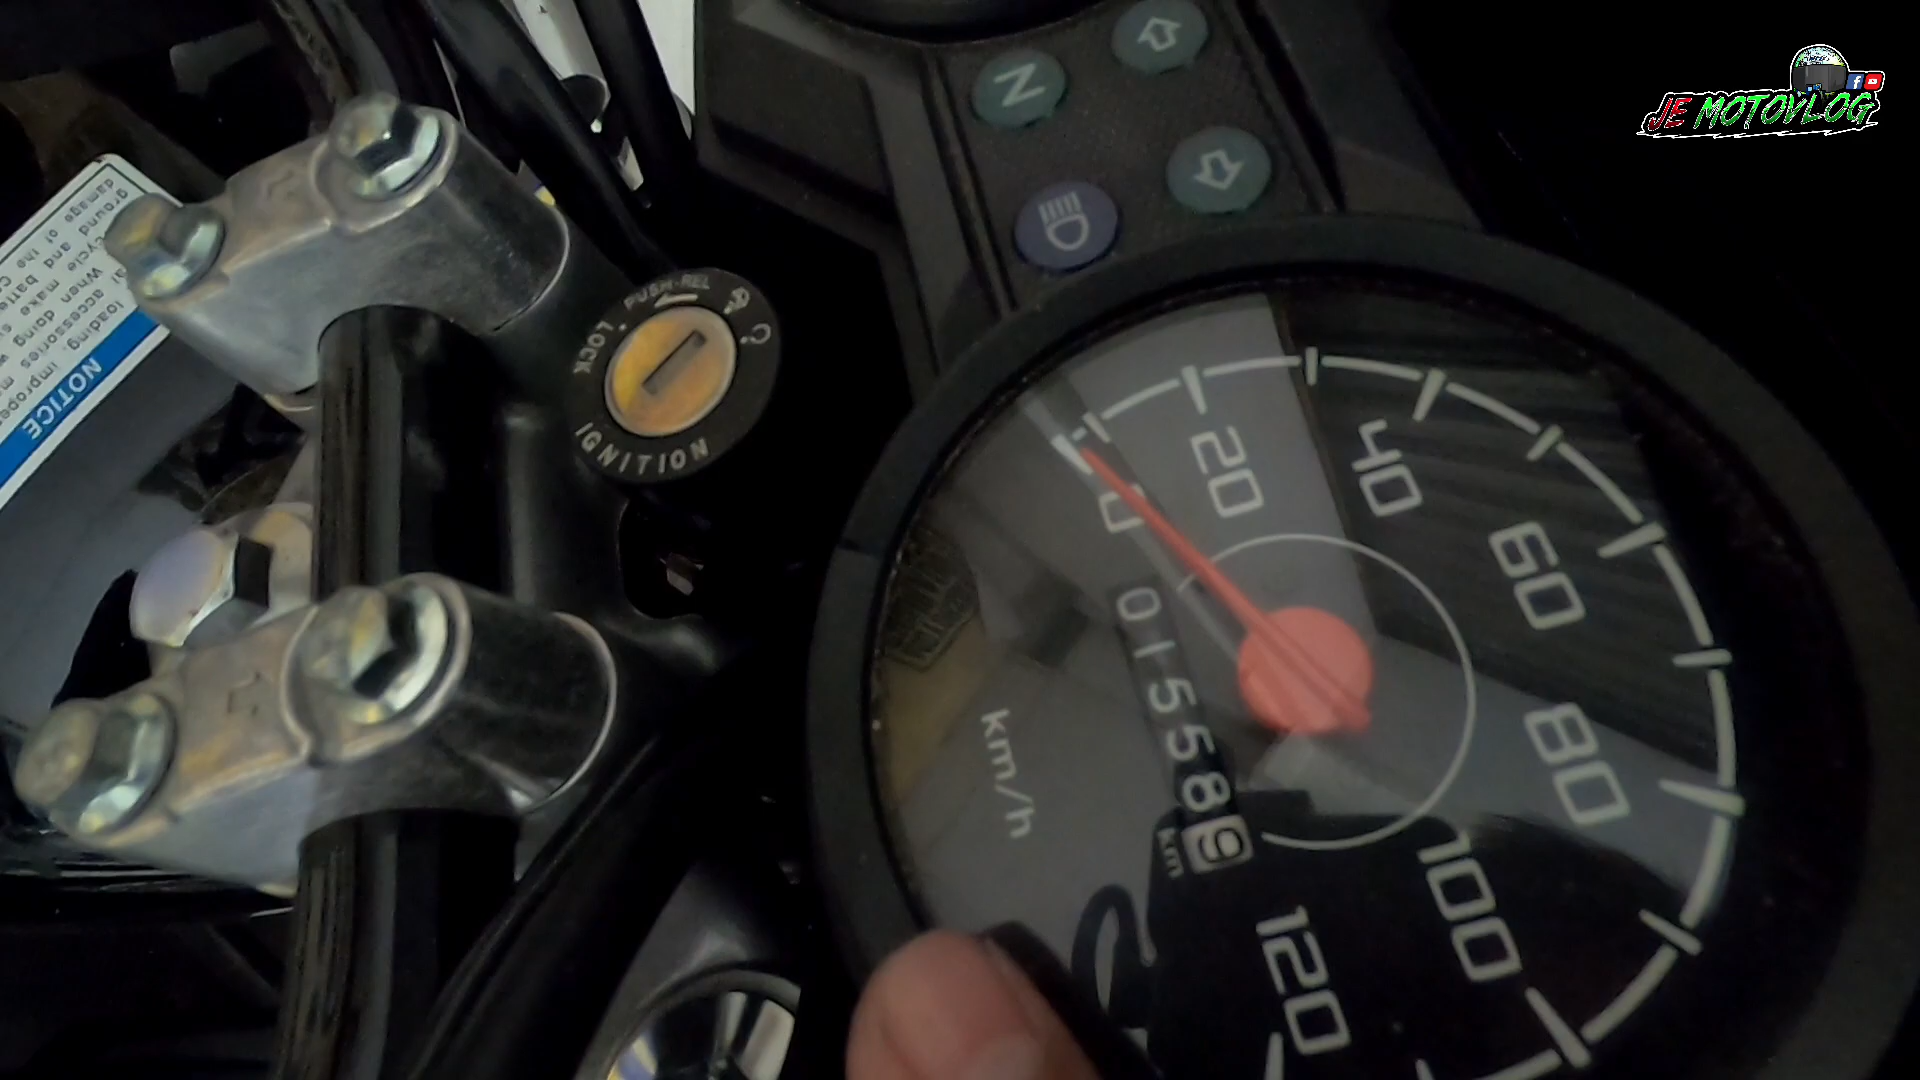 JE MOTOVLOG
N
PUSH-REL
LOCK
IGNITION
NOTICE
0
20
40
60
80
100
120
015589
km
km/h